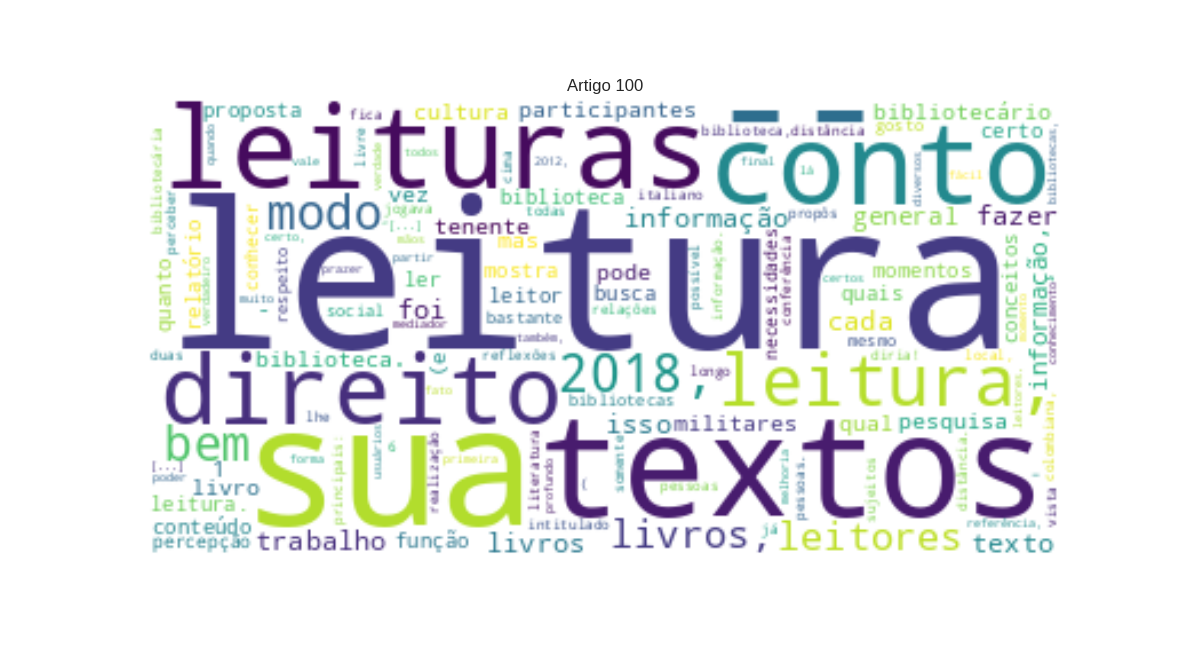 Artigo 100
proposta
fica
cultura
participantes
– –
bibliotecário
leituras
conto
biblioteca,distância
gosto
certo
bibliotecária
quando
livre
verdade
todos
vale
cima
2012,
final
lá
diversos
fácil
bibliotecas,
perceber
modo
vez
jogava
"[...]
mãos
biblioteca
todas
italiano
informação
propôs
general
fazer
tenente
mas
leitura
quanto
relatório
verdadeiro
conhecer
certo,
respeito
prazer
muito
-
partir
ler
social
foi
mediador
mostra
leitor
bastante
também,
pode
busca
relações
possível
informação.
necessidades
conferência
certos
momentos
quais
cada
mesmo
conceitos
momento
informação,
conhecimento
duas
biblioteca.
(e
reflexões
2018,
longo
diria!
local,
direito
leitura,
leitores.
colombiana,
fato
bibliotecas
lhe
isso
militares
qual
pesquisa
bem
sua
textos
[...]
poder
1
livro
leitura.
forma
principais:
usuários
6
realização
primeira
literatura
profundo
(
somente
pessoas
melhoria
pessoas.
sujeitos
distância.
vista
conteúdo
percepção
trabalho
função
intitulado
livros
livros,
já
leitores
referência,
texto